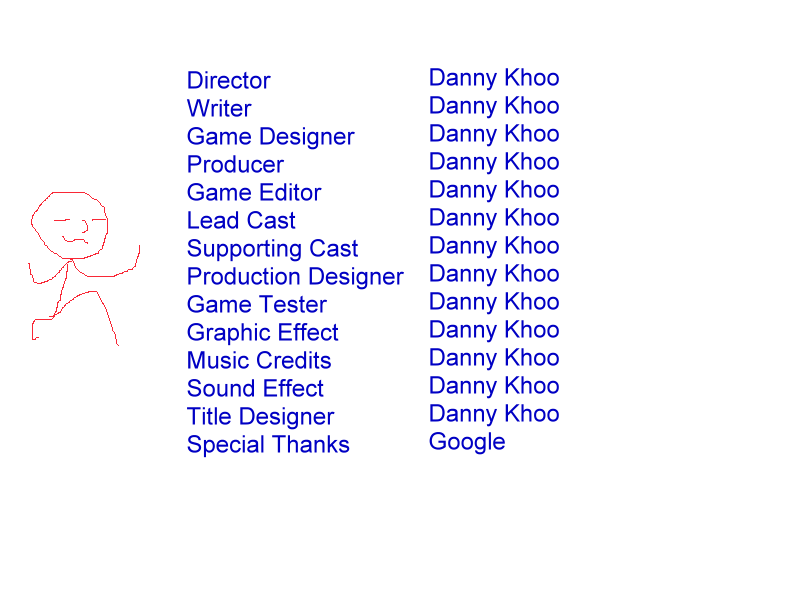 Director Danny Khoo
Writer Danny Khoo
Game Designer Danny Khoo
Producer Danny Khoo
Game Editor Danny Khoo
Lead Cast Danny Khoo
Supporting Cast Danny Khoo
Production Designer Danny Khoo
Game Tester Danny Khoo
Graphic Effect Danny Khoo
Music Credits Danny Khoo
Sound Effect Danny Khoo
Title Designer Danny Khoo
Special Thanks Google